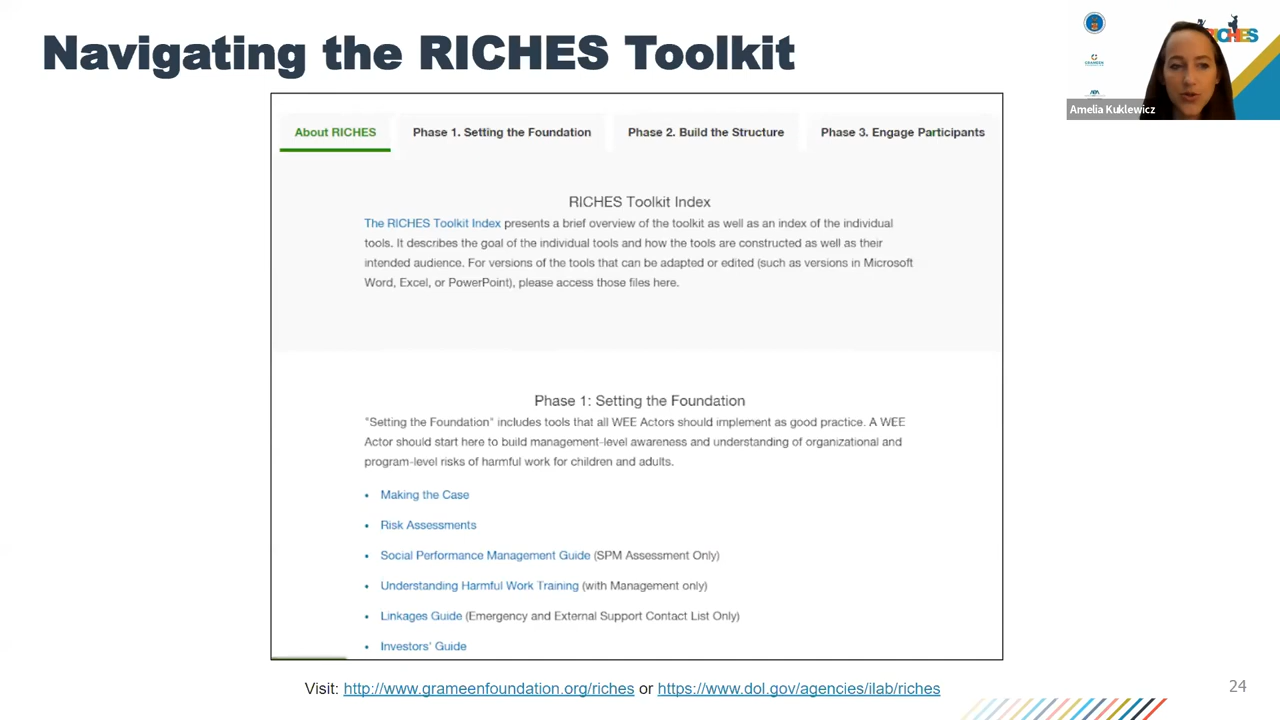 Navigating the RICHES Toolkit
Amelia Kuklewicz
About RICHES
Phase 1. Setting the Foundation
Phase 2. Build the Structure
Phase 3. Engage Participants
RICHES Toolkit Index
The RICHES Toolkit Index presents a brief overview of the toolkit as well as an index of the individual
tools. It describes the goal of the individual tools and how the tools are constructed as well as their
intended audience. For versions of the tools that can be adapted or edited (such as versions in Microsoft
Word, Excel, or PowerPoint), please access those files here.
Phase 1: Setting the Foundation
"Setting the Foundation" includes tools that all WEE Actors should implement as good practice. A WEE
Actor should start here to build management-level awareness and understanding of organizational and
program-level risks of harmful work for children and adults.
• Making the Case
• Risk Assessments
• Social Performance Management Guide (SPM Assessment Only)
• Understanding Harmful Work Training (with Management only)
• Linkages Guide (Emergency and External Support Contact List Only)
• Investors' Guide
Visit: http://www.grameenfoundation.org/riches or https://www.dol.gov/agencies/ilab/riches
24